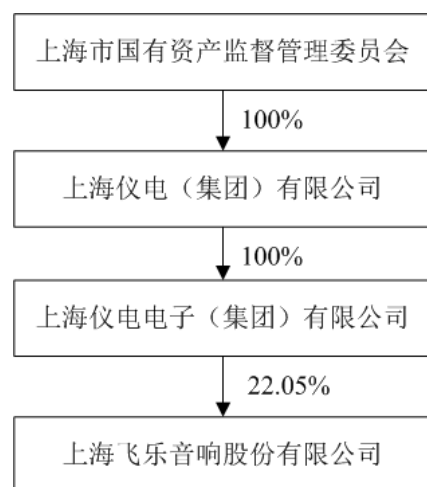 上海市国有资产监督管理委员会
100%
上海仪电（集团）有限公司
100%
上海仪电电子（集团）有限公司
22.05%
上海飞乐音响股份有限公司